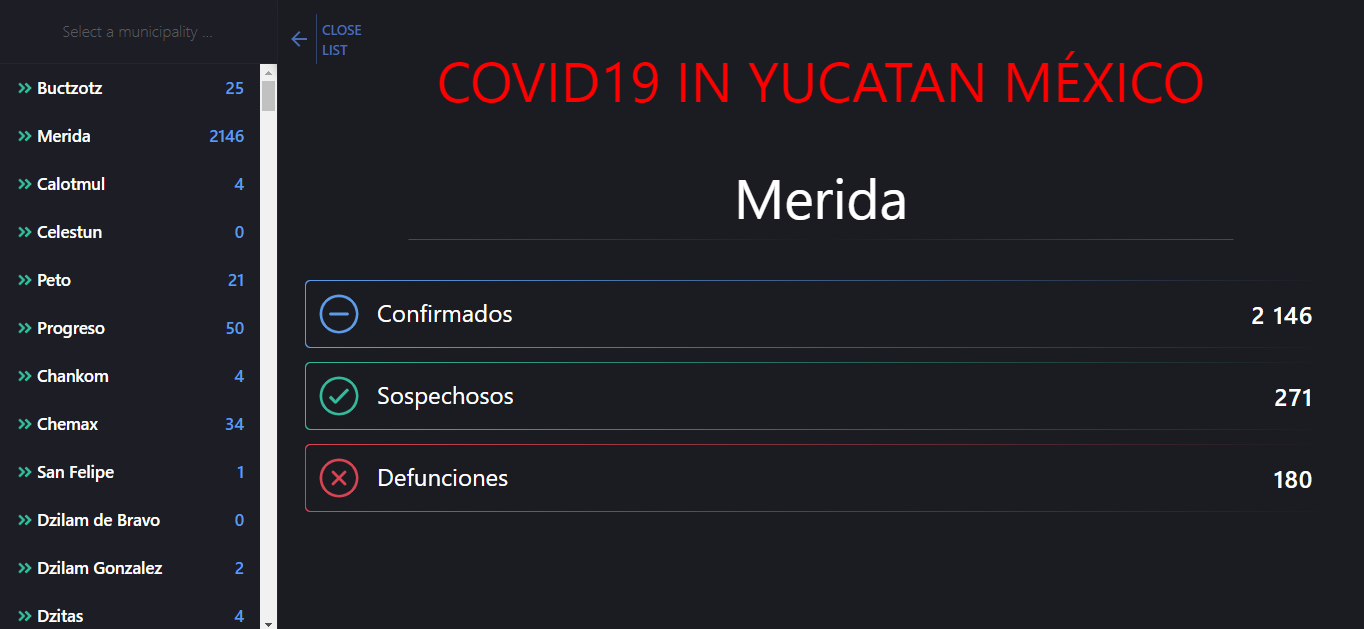 Select a municipality ...
Buctzotz 25
Merida 2146
Calotmul 4
Celestun 0
Peto 21
Progreso 50
Chankom 4
Chemax 34
San Felipe 1
Dzilam de Bravo 0
Dzilam Gonzalez 2
Dzitas 4
CLOSE
LIST
COVID19 IN YUCATAN MÉXICO
Merida
Confirmados 2 146
Sospechosos 271
Defunciones 180